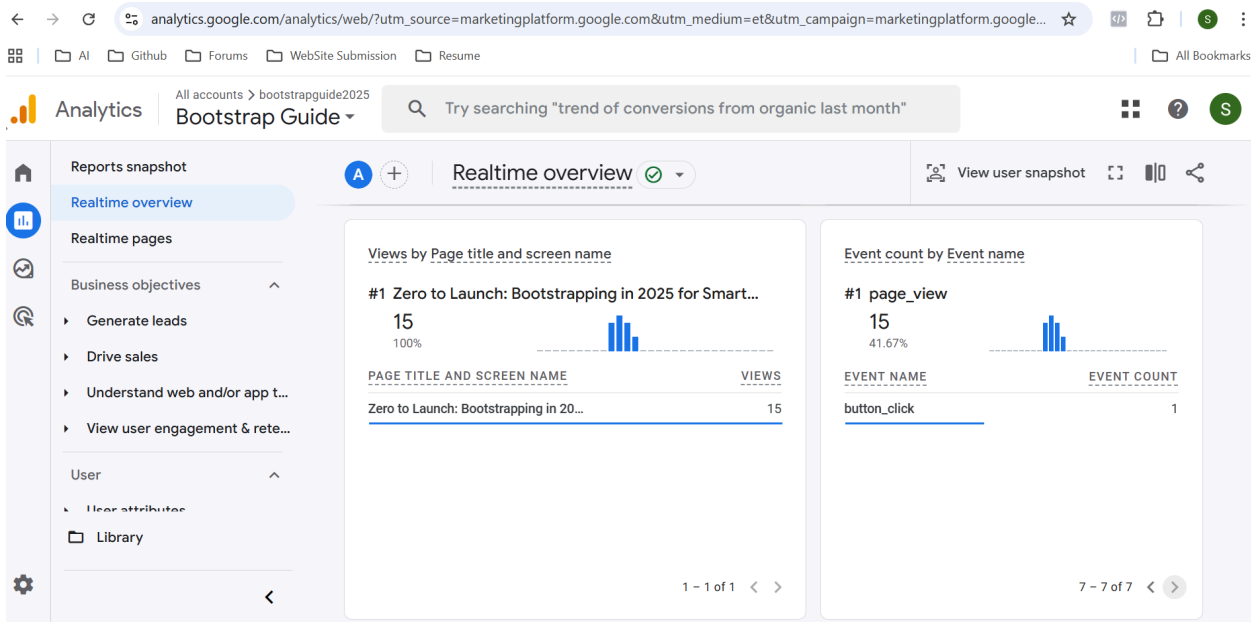 analytics.google.com/analytics/web/?utm_source=marketingplatform.google.com&utm_medium=et&utm_campaign=marketingplatform.google...
S
AI
Github
Forums
WebSite Submission
Resume
All Bookmarks
Analytics
All accounts > bootstrapguide2025
Bootstrap Guide
Try searching "trend of conversions from organic last month"
S
Reports snapshot
Realtime overview
Realtime pages
Business objectives
Generate leads
Drive sales
Understand web and/or app t...
View user engagement & rete...
User
User attributes
Library
A
Realtime overview
View user snapshot
Views by Page title and screen name
#1 Zero to Launch: Bootstrapping in 2025 for Smart...
15
100%
PAGE TITLE AND SCREEN NAME VIEWS
Zero to Launch: Bootstrapping in 20... 15
1 – 1 of 1
Event count by Event name
#1 page_view
15
41.67%
EVENT NAME EVENT COUNT
button_click 1
7 – 7 of 7